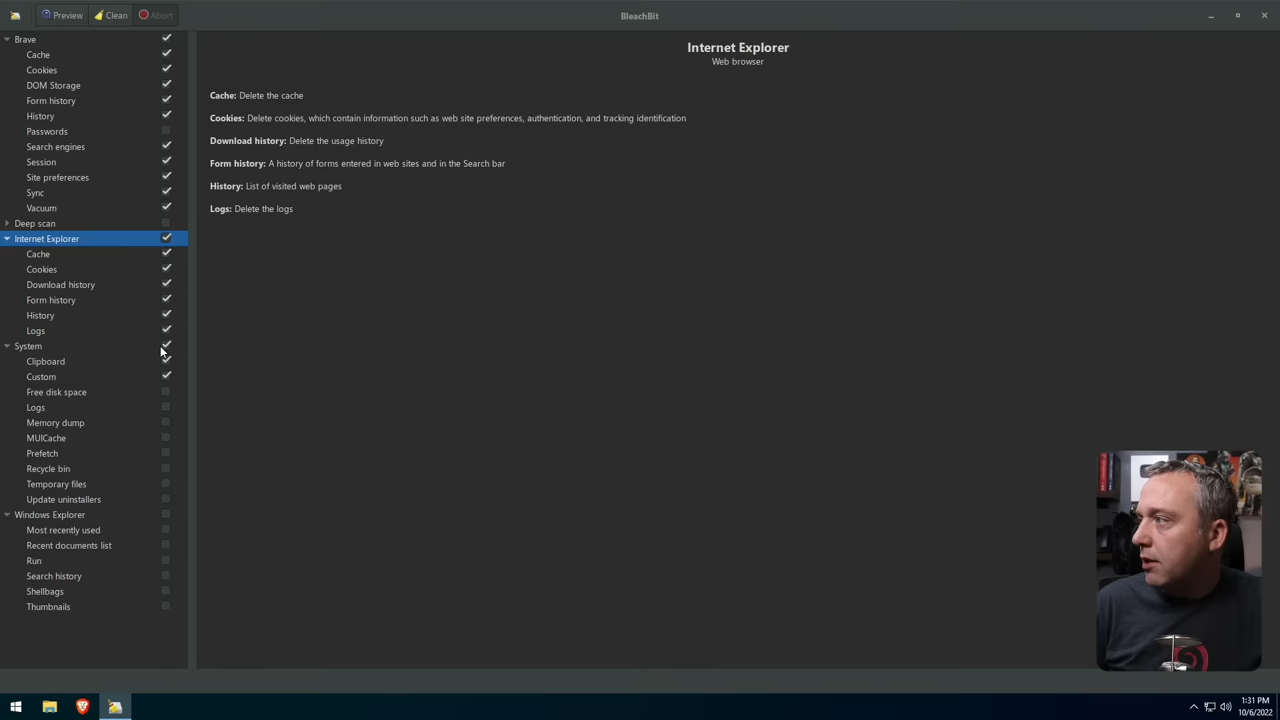 Preview Clean Abort
BleachBit
Brave
Cache
Cookies
DOM Storage
Form history
History
Passwords
Search engines
Session
Site preferences
Sync
Vacuum
Deep scan
Internet Explorer
Cache
Cookies
Download history
Form history
History
Logs
System
Clipboard
Custom
Free disk space
Logs
Memory dump
MUICache
Prefetch
Recycle bin
Temporary files
Update uninstallers
Windows Explorer
Most recently used
Recent documents list
Run
Search history
Shellbags
Thumbnails
Internet Explorer
Web browser
Cache: Delete the cache
Cookies: Delete cookies, which contain information such as web site preferences, authentication, and tracking identification
Download history: Delete the usage history
Form history: A history of forms entered in web sites and in the Search bar
History: List of visited web pages
Logs: Delete the logs
1:31 PM
10/6/2022